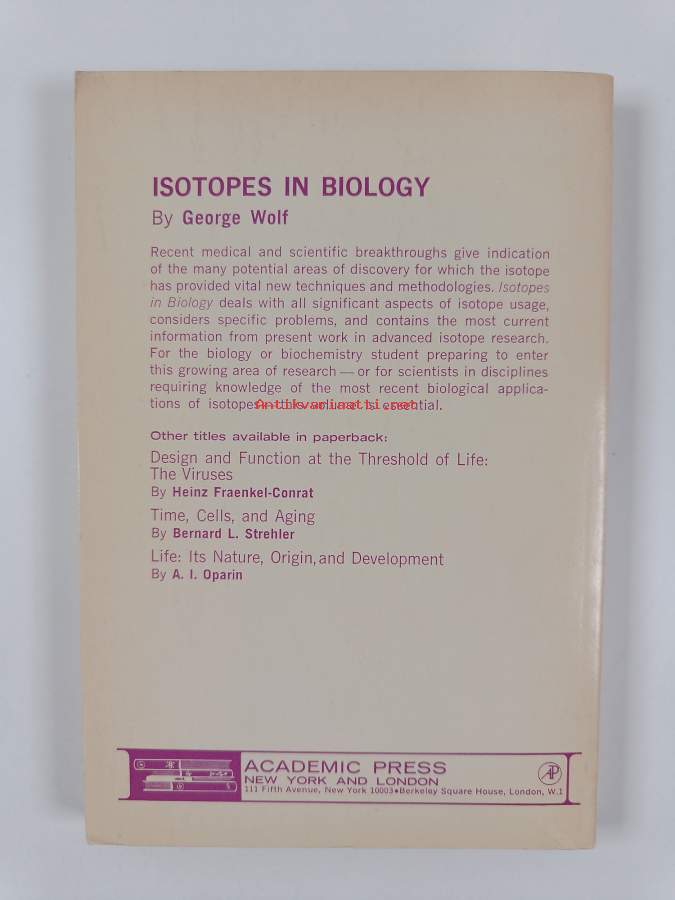 ISOTOPES IN BIOLOGY
By George Wolf
Recent medical and scientific breakthroughs give indication
of the many potential areas of discovery for which the isotope
has provided vital new techniques and methodologies. Isotopes
in Biology deals with all significant aspects of isotope usage,
considers specific problems, and contains the most current
information from present work in advanced isotope research.
For the biology or biochemistry student preparing to enter
this growing area of research — or for scientists in disciplines
requiring knowledge of the most recent biological applica-
tions of isotopes essential.
Antikvariaatti.net
Other titles available in paperback:
Design and Function at the Threshold of Life:
The Viruses
By Heinz Fraenkel-Conrat
Time, Cells, and Aging
By Bernard L. Strehler
Life: Its Nature, Origin, and Development
By A. I. Oparin
ACADEMIC PRESS
NEW YORK AND LONDON
111 Fifth Avenue, New York 10003•Berkeley Square House, London, W.1
AP